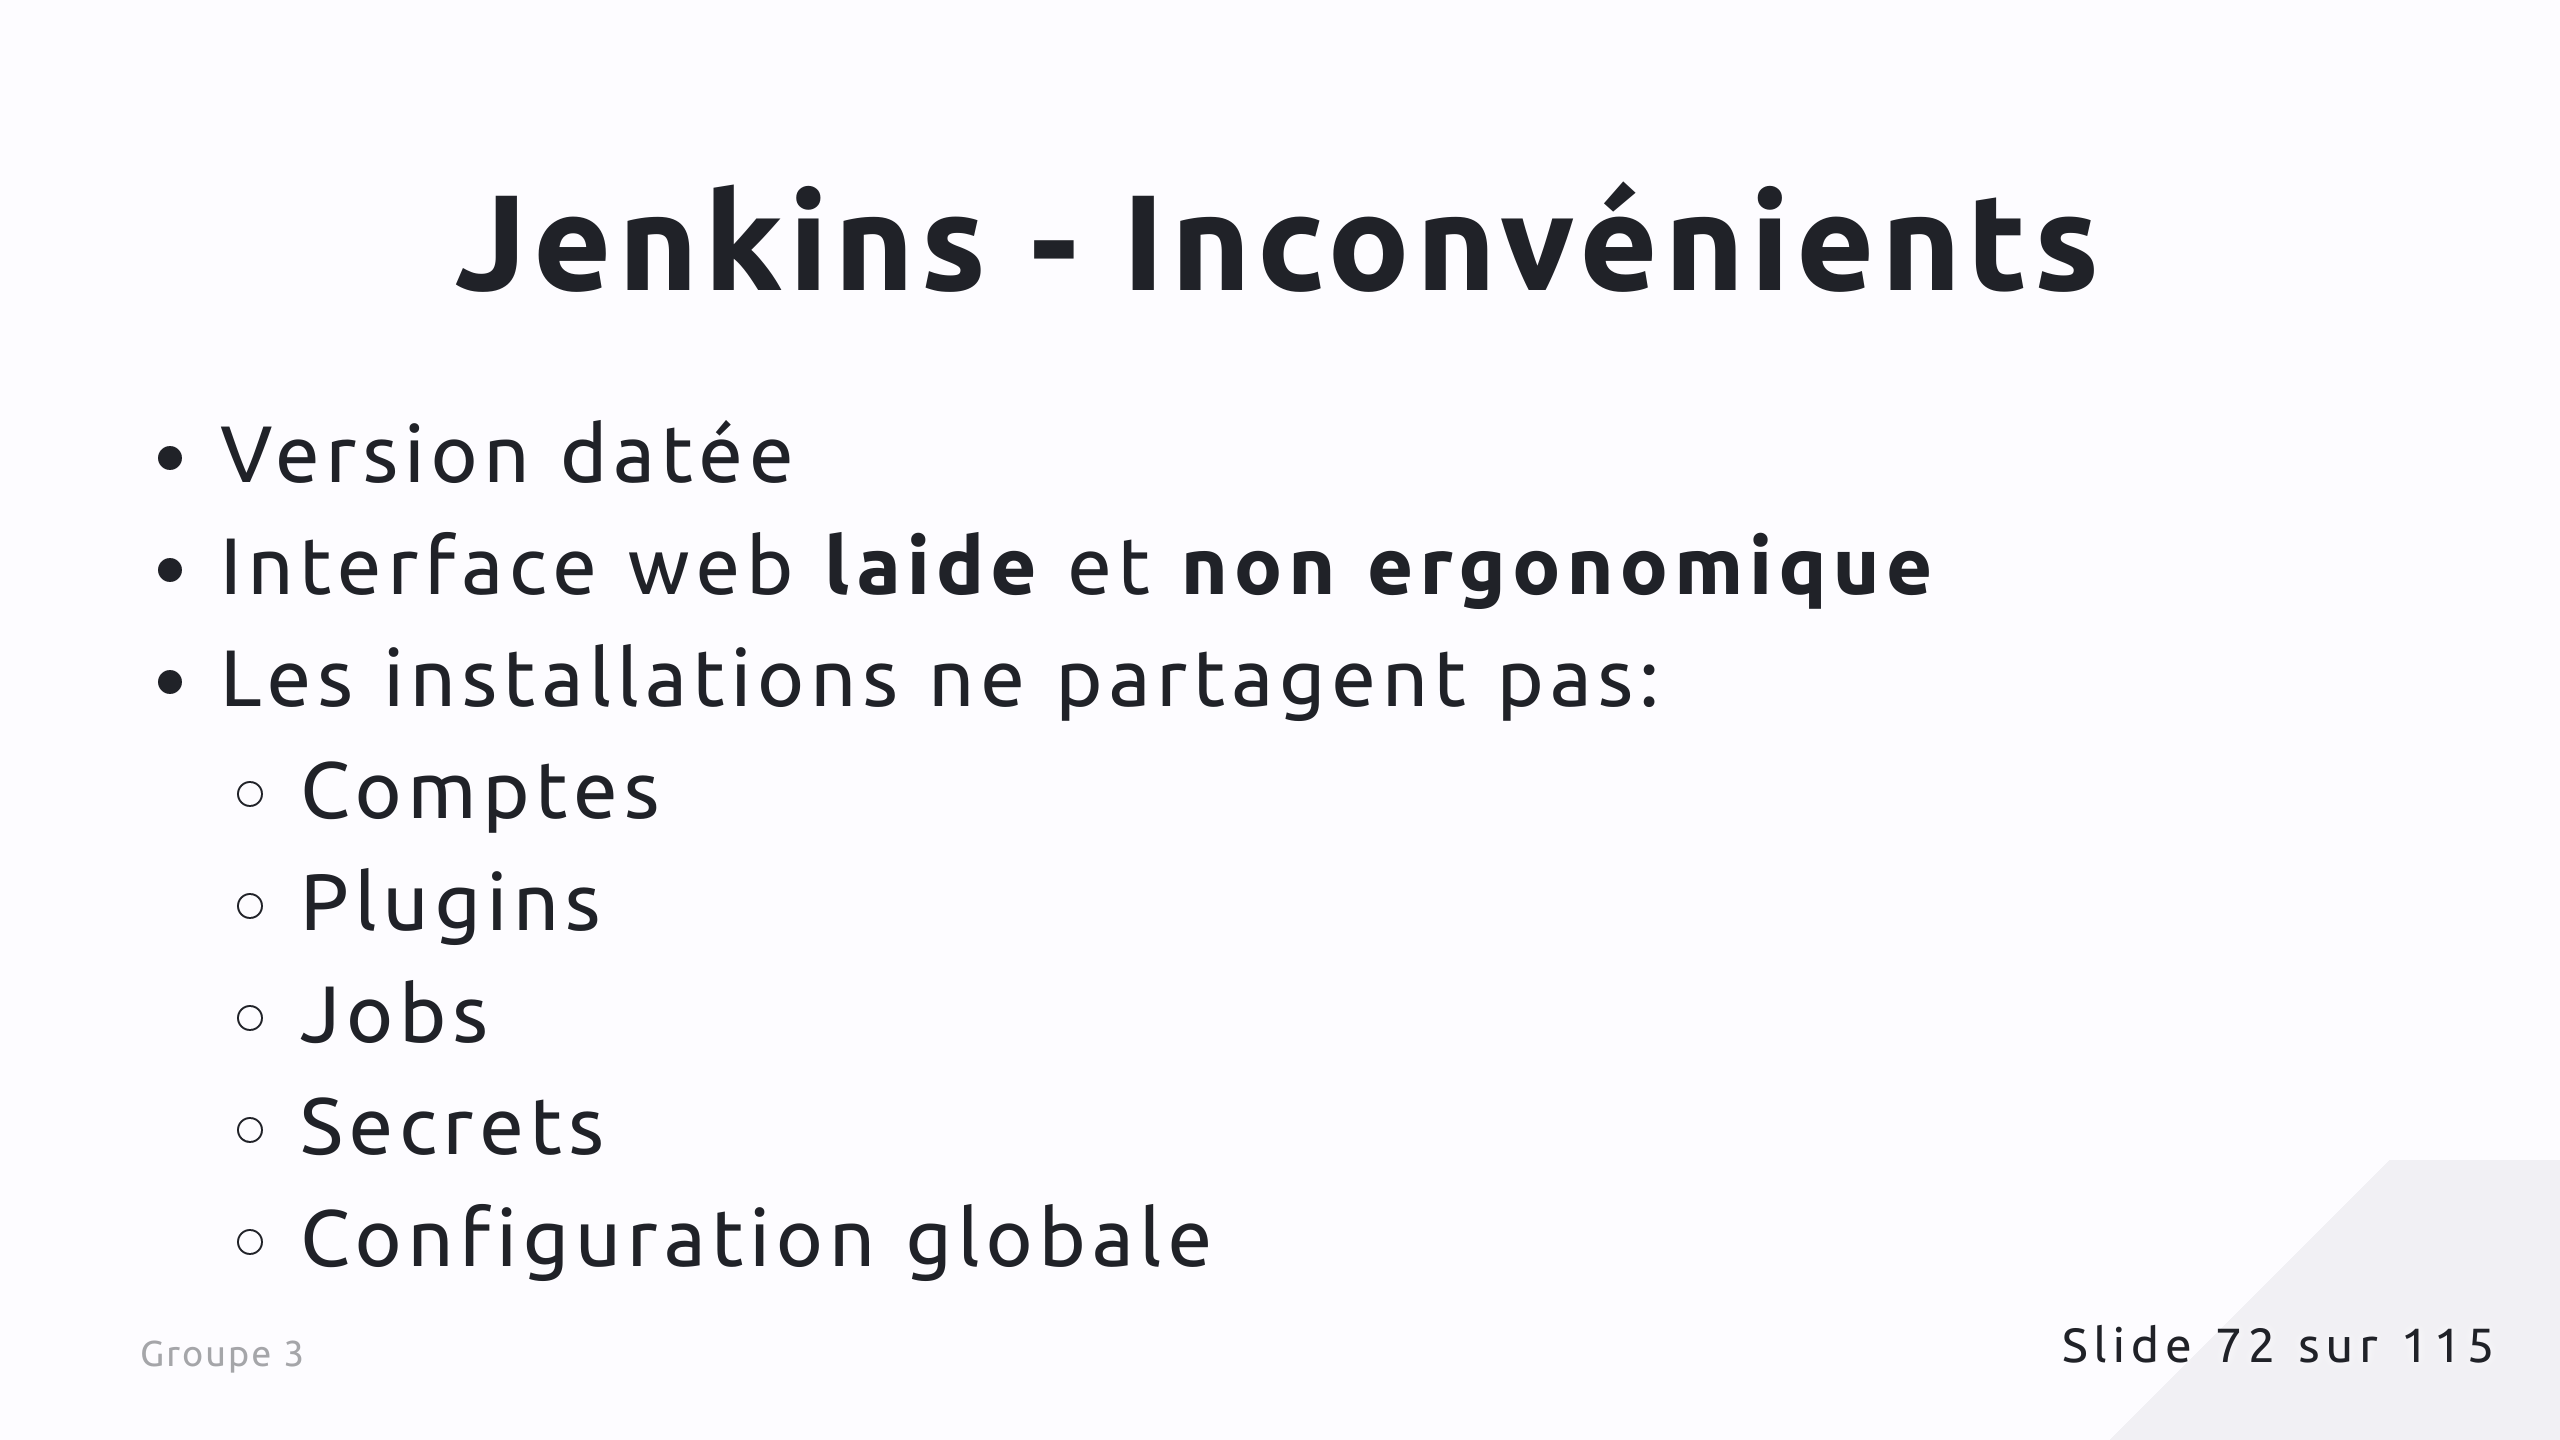 Jenkins - Inconvénients
Version datée
Interface web laide et non ergonomique
Les installations ne partagent pas:
Comptes
Plugins
Jobs
Secrets
Configuration globale
Groupe 3
Slide 72 sur 115